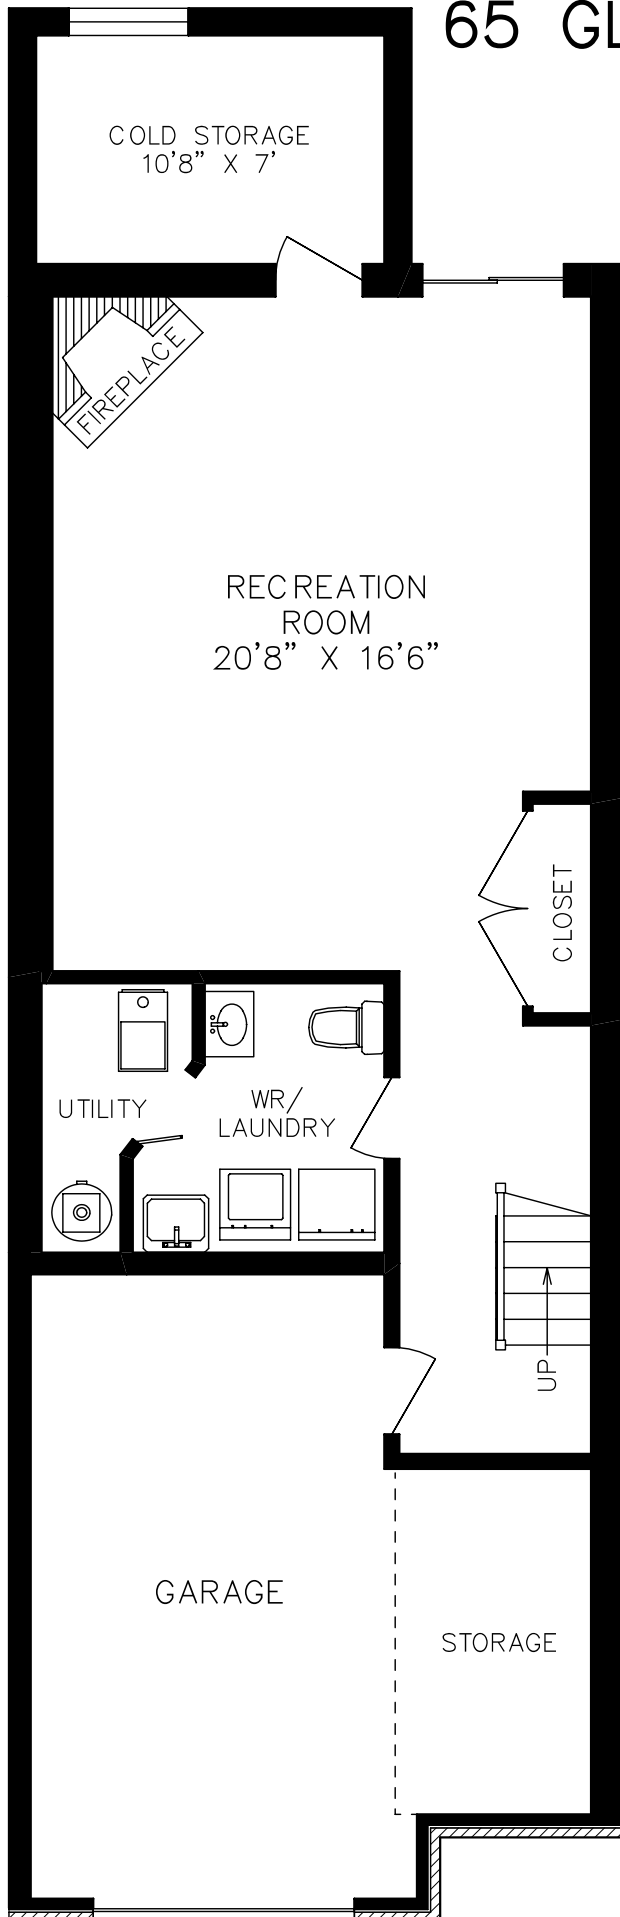 65 GL
COLD STORAGE
10'8" X 7'
FIREPLACE
RECREATION
ROOM
20'8" X 16'6"
CLOSET
UTILITY
WR/
LAUNDRY
UP
GARAGE
STORAGE